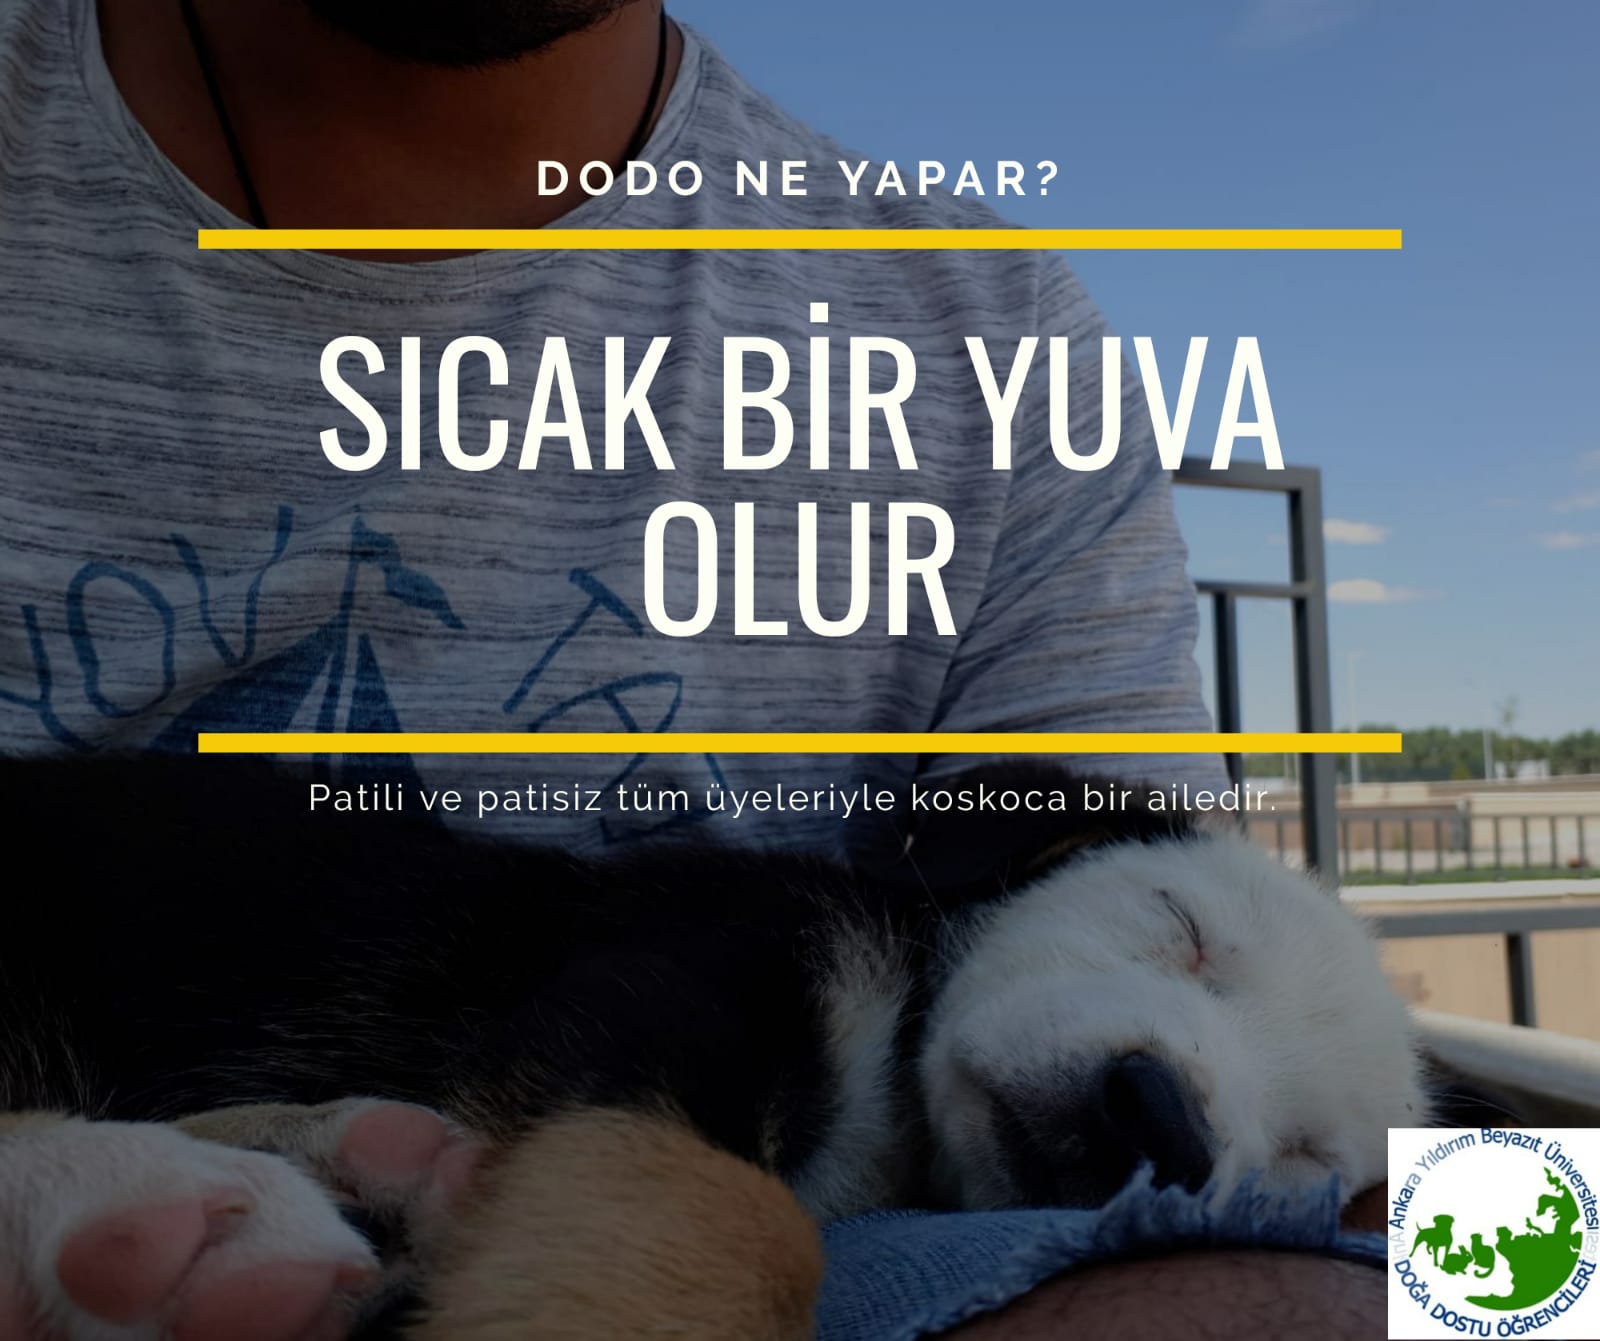 DODO NE YAPAR?
SICAK BİR YUVA
OLUR
Patili ve patisiz tüm üyeleriyle koskoca bir ailedir.
Ankara Yıldırım Beyazıt Üniversitesi
DOĞA DOSTU ÖĞRENCİLERİ